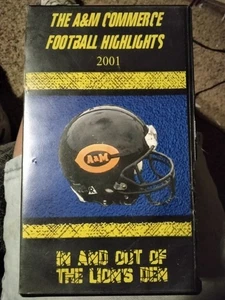 THE A&M COMMERCE
FOOTBALL HIGHLIGHTS
2001
A&M
IN AND OUT OF
THE LION'S DEN